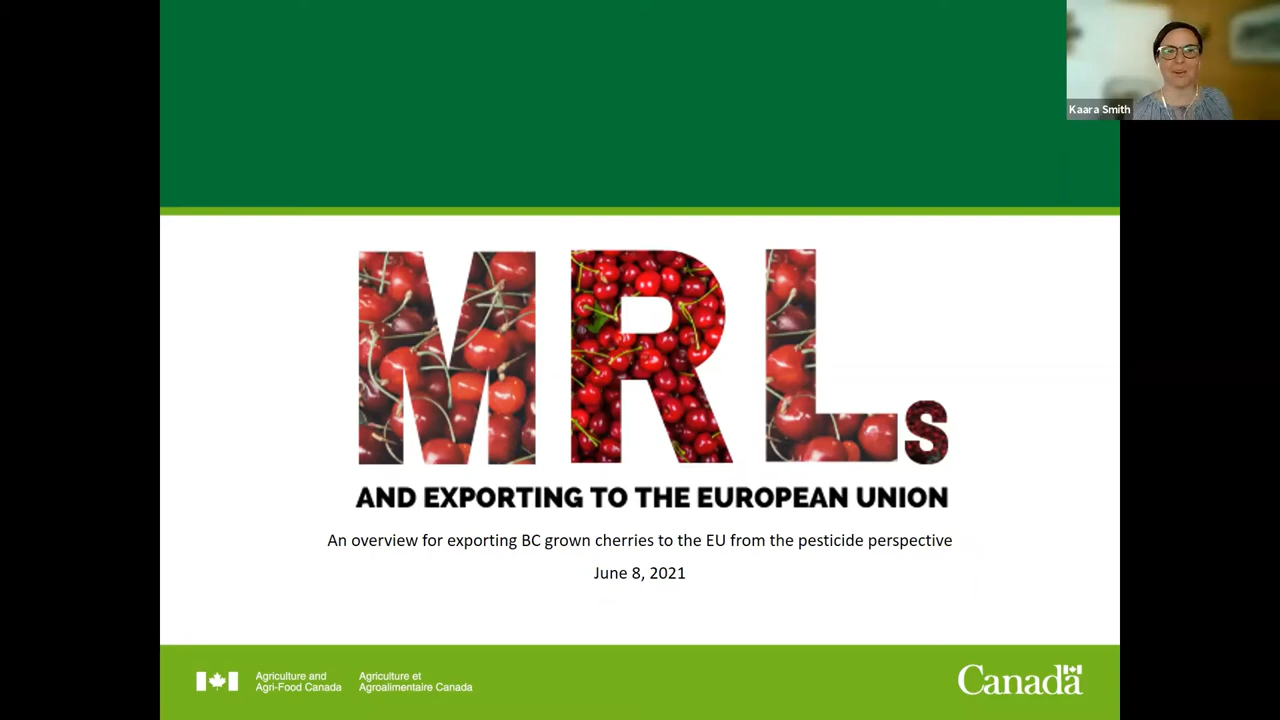 Kaara Smith
MRLs
AND EXPORTING TO THE EUROPEAN UNION
An overview for exporting BC grown cherries to the EU from the pesticide perspective
June 8, 2021
Agriculture and
Agri-Food Canada
Agriculture et
Agroalimentaire Canada
Canada